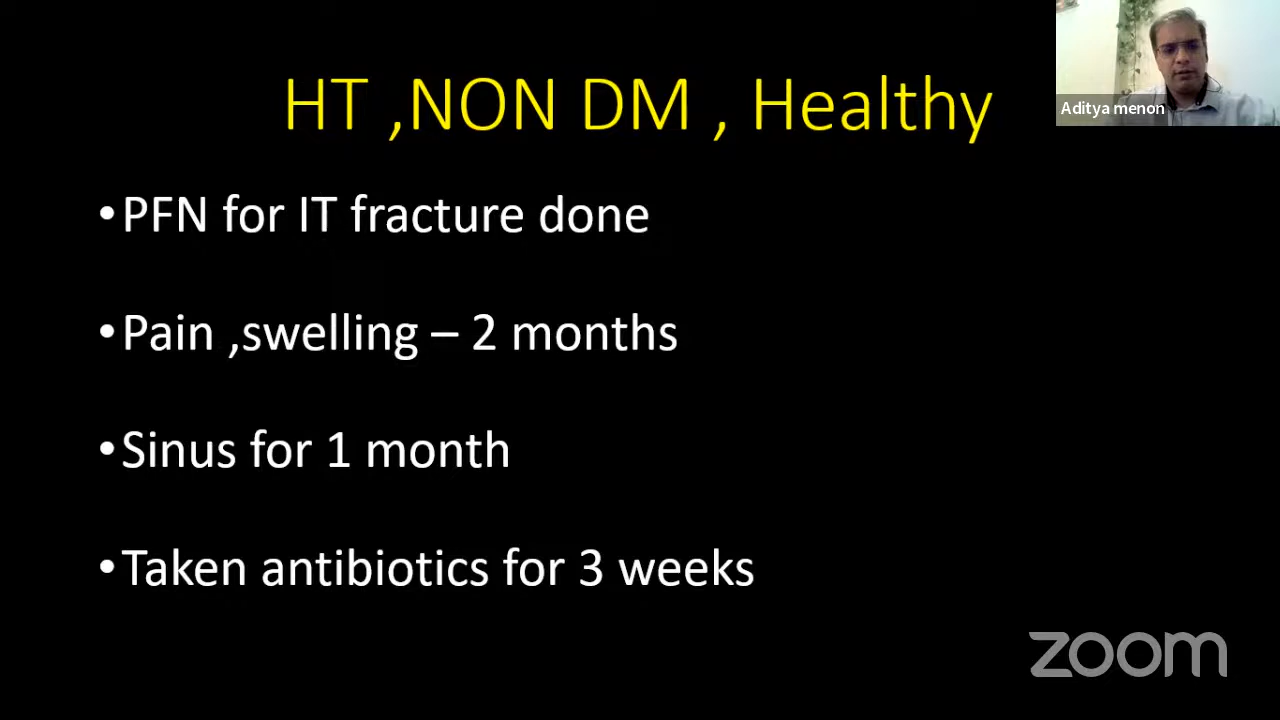 HT ,NON DM , Healthy
Aditya menon
•PFN for IT fracture done
•Pain ,swelling – 2 months
•Sinus for 1 month
•Taken antibiotics for 3 weeks
zoom